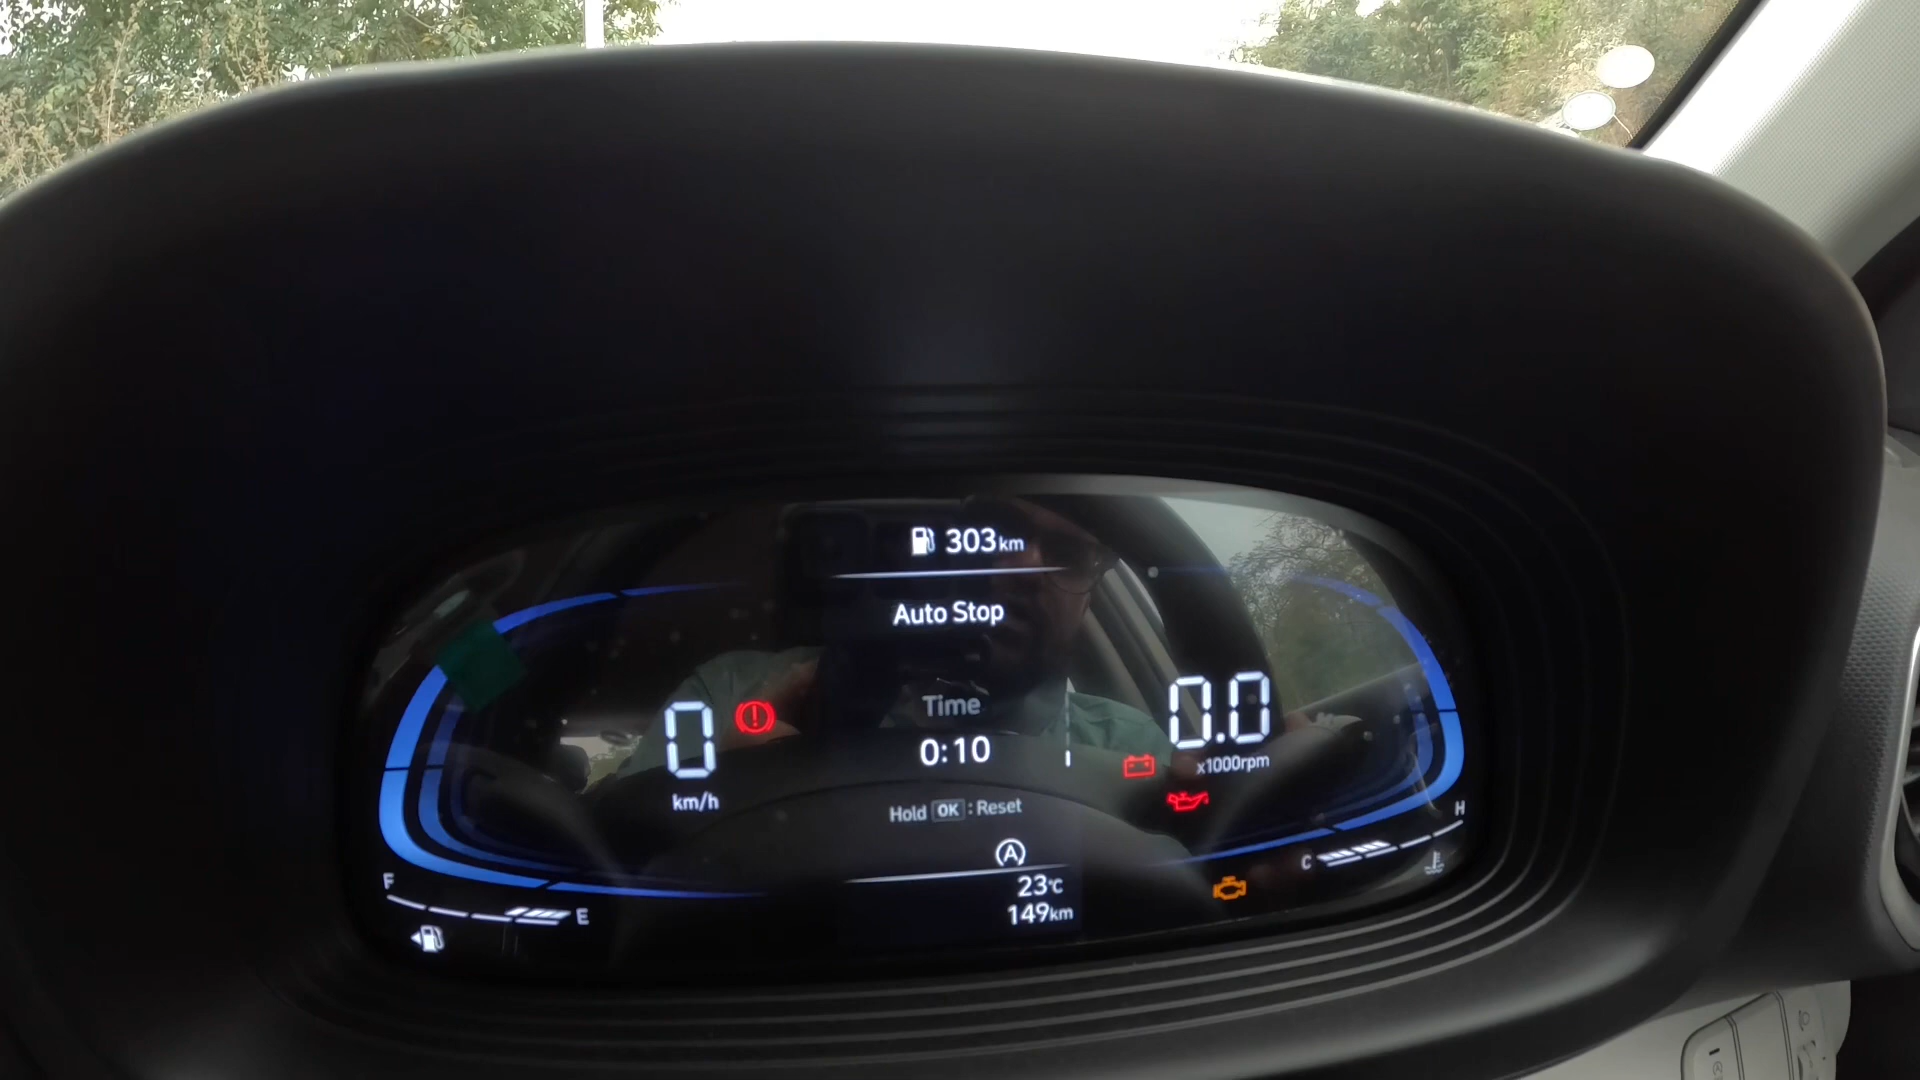 303km
Auto Stop
Time
0:10
Hold OK : Reset
0
km/h
0.0
x1000rpm
A
23℃
149km
F
E
C
H